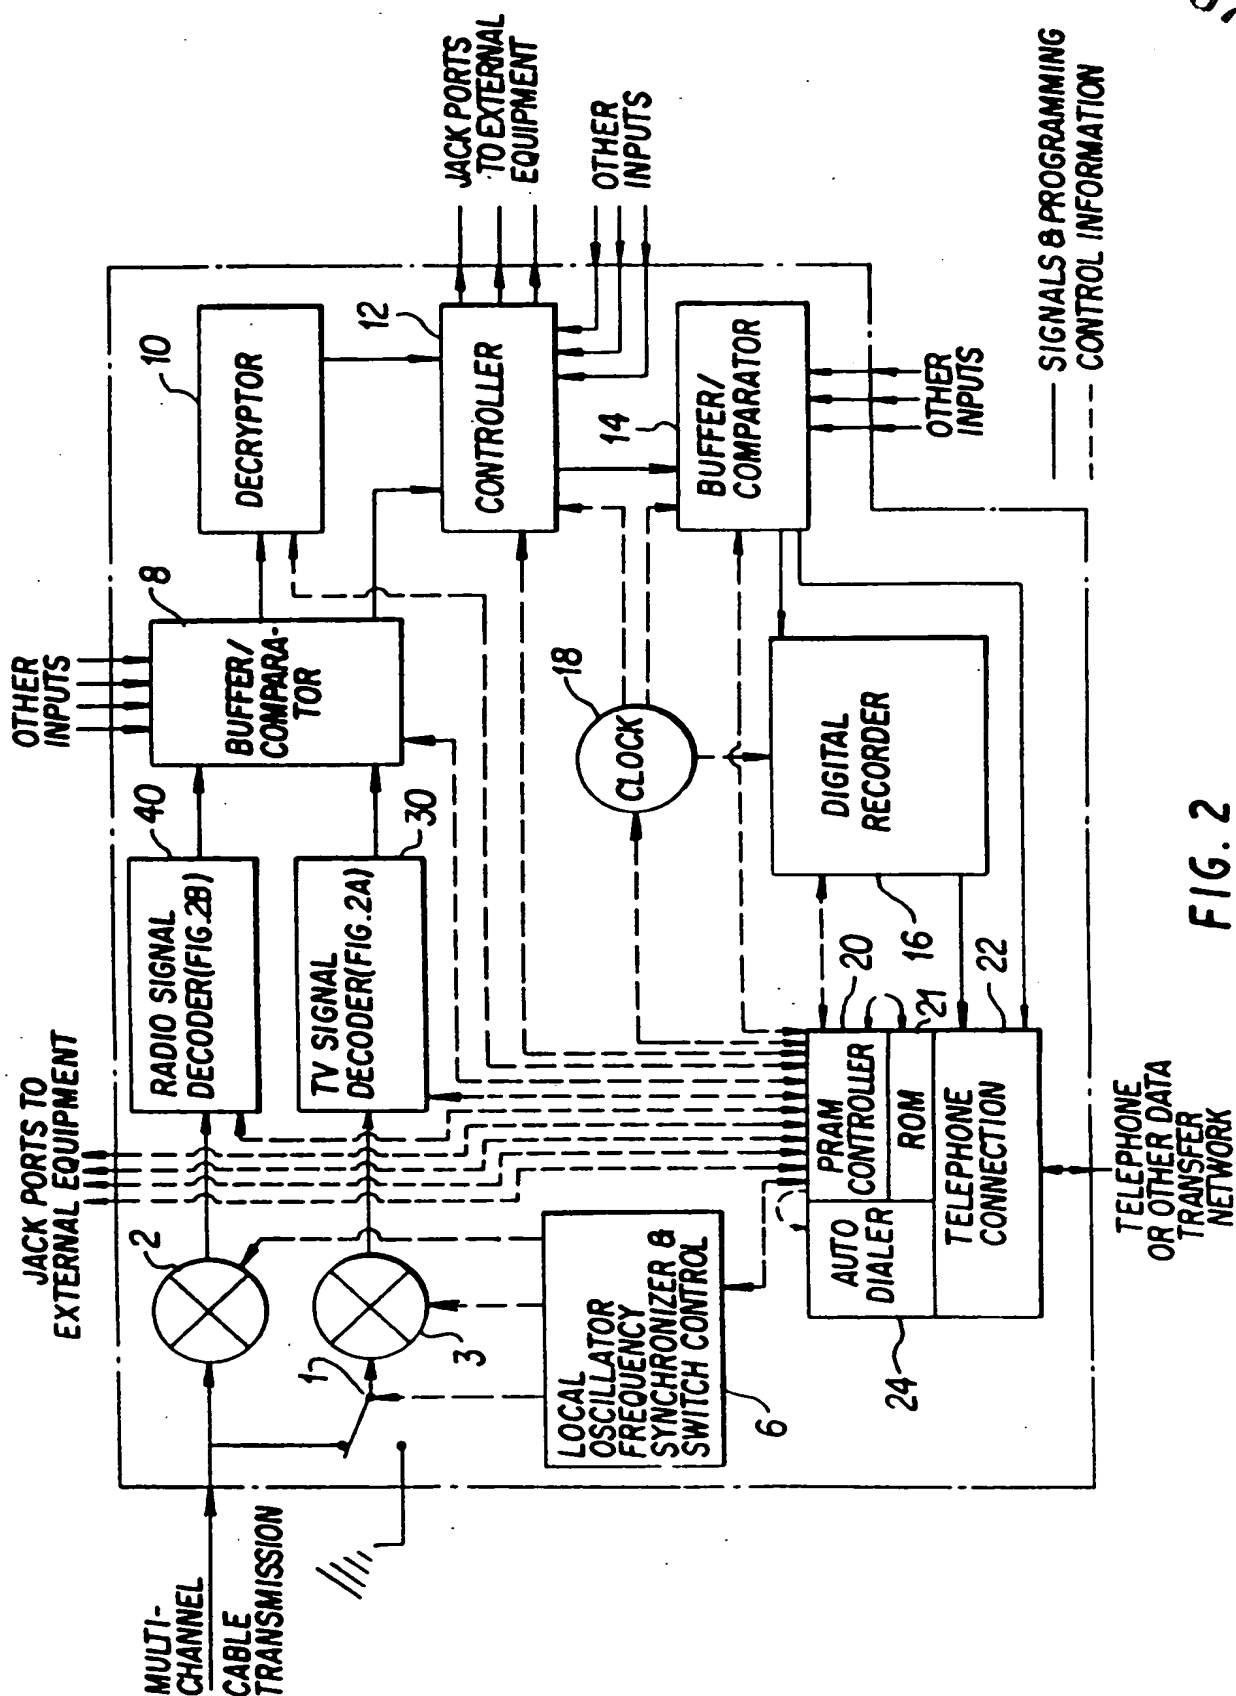 JACK PORTS TO
EXTERNAL EQUIPMENT
OTHER
INPUTS
MULTI-
CHANNEL
CABLE
TRANSMISSION
2
40
RADIO SIGNAL
DECODER(FIG.2B)
8
BUFFER/
COMPARA-
TOR
10
DECRYPTOR
1
3
30
TV SIGNAL
DECODER(FIG.2A)
12
CONTROLLER
JACK PORTS
TO EXTERNAL
EQUIPMENT
OTHER
INPUTS
LOCAL
OSCILLATOR
FREQUENCY
SYNCHRONIZER &
SWITCH CONTROL
6
18
CLOCK
14
BUFFER/
COMPARATOR
OTHER
INPUTS
DIGITAL
RECORDER
16
PRAM
CONTROLLER
20
ROM
21
AUTO
DIALER
24
TELEPHONE
CONNECTION
22
TELEPHONE
OR OTHER DATA
TRANSFER
NETWORK
SIGNALS & PROGRAMMING
CONTROL INFORMATION
FIG. 2